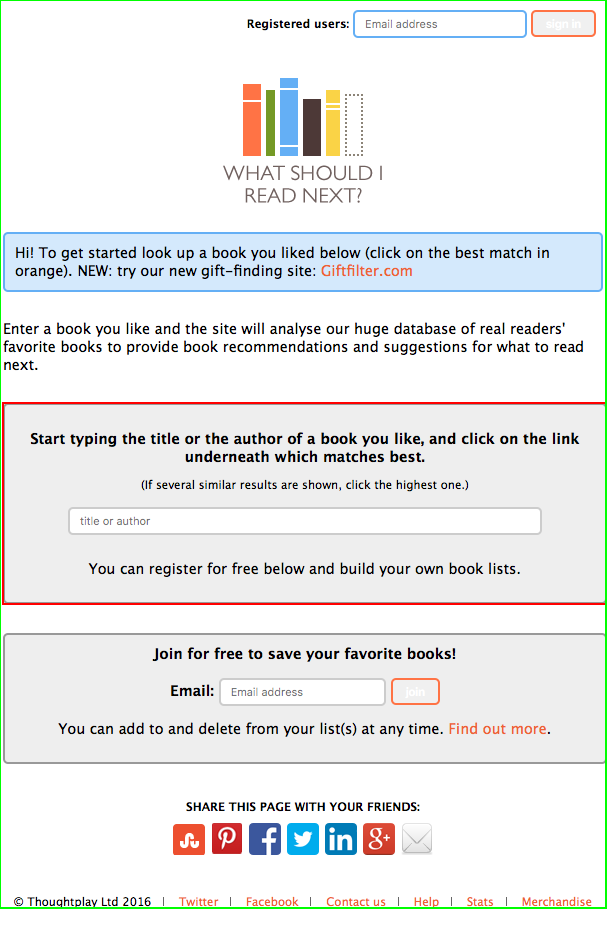 Registered users: Email address sign in
WHAT SHOULD I
READ NEXT?
Hi! To get started look up a book you liked below (click on the best match in
orange). NEW: try our new gift-finding site: Giftfilter.com
Enter a book you like and the site will analyse our huge database of real readers'
favorite books to provide book recommendations and suggestions for what to read
next.
Start typing the title or the author of a book you like, and click on the link
underneath which matches best.
(If several similar results are shown, click the highest one.)
title or author
You can register for free below and build your own book lists.
Join for free to save your favorite books!
Email: Email address join
You can add to and delete from your list(s) at any time. Find out more.
SHARE THIS PAGE WITH YOUR FRIENDS:
in g+
© Thoughtplay Ltd 2016 | Twitter | Facebook | Contact us | Help | Stats | Merchandise